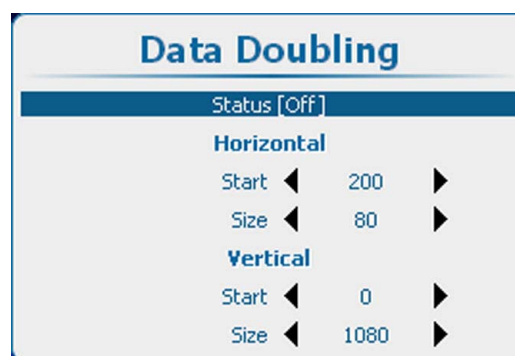 Data Doubling
Status [Off]
Horizontal
Start 200
Size 80
Vertical
Start 0
Size 1080